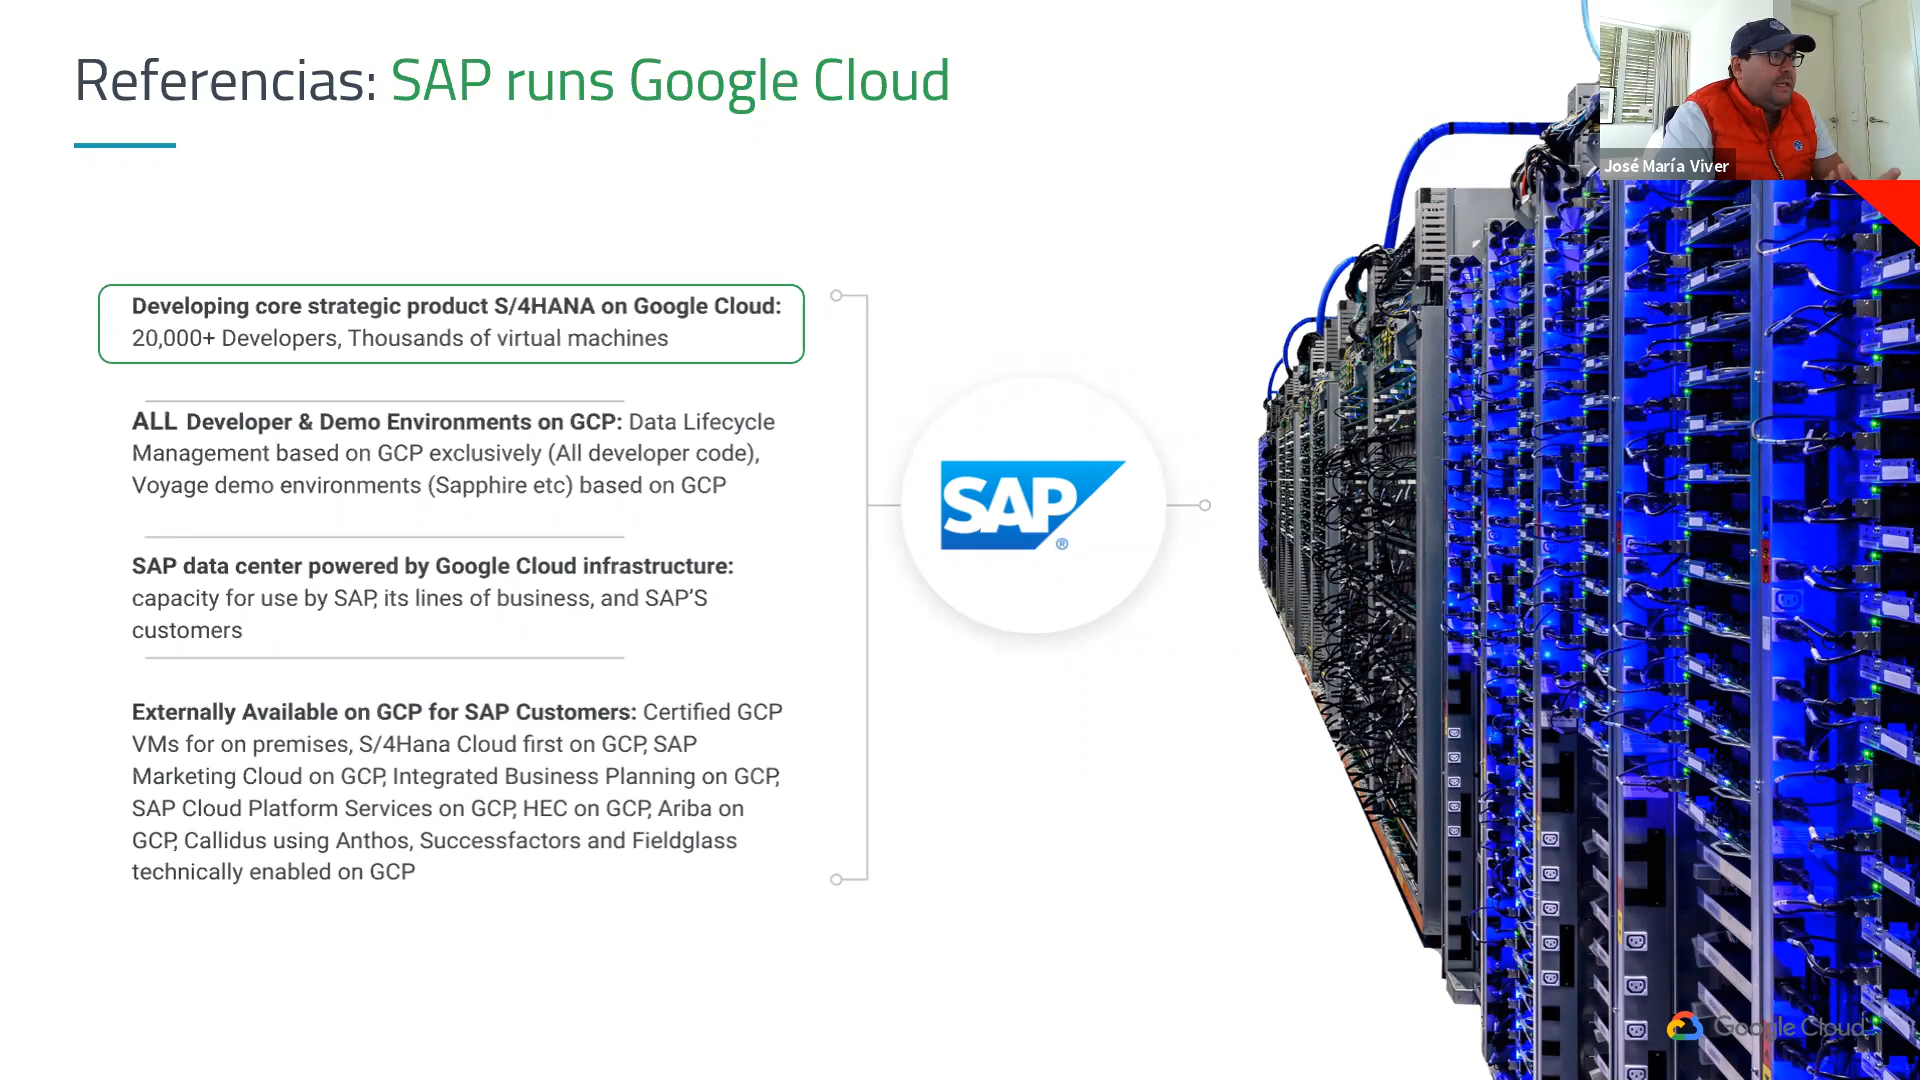 Referencias: SAP runs Google Cloud
José María Viver
Developing core strategic product S/4HANA on Google Cloud:
20,000+ Developers, Thousands of virtual machines
ALL Developer & Demo Environments on GCP: Data Lifecycle
Management based on GCP exclusively (All developer code),
Voyage demo environments (Sapphire etc) based on GCP
SAP data center powered by Google Cloud infrastructure:
capacity for use by SAP, its lines of business, and SAP'S
customers
Externally Available on GCP for SAP Customers: Certified GCP
VMs for on premises, S/4Hana Cloud first on GCP, SAP
Marketing Cloud on GCP, Integrated Business Planning on GCP,
SAP Cloud Platform Services on GCP, HEC on GCP, Ariba on
GCP, Callidus using Anthos, Successfactors and Fieldglass
technically enabled on GCP
SAP
®
Google Cloud